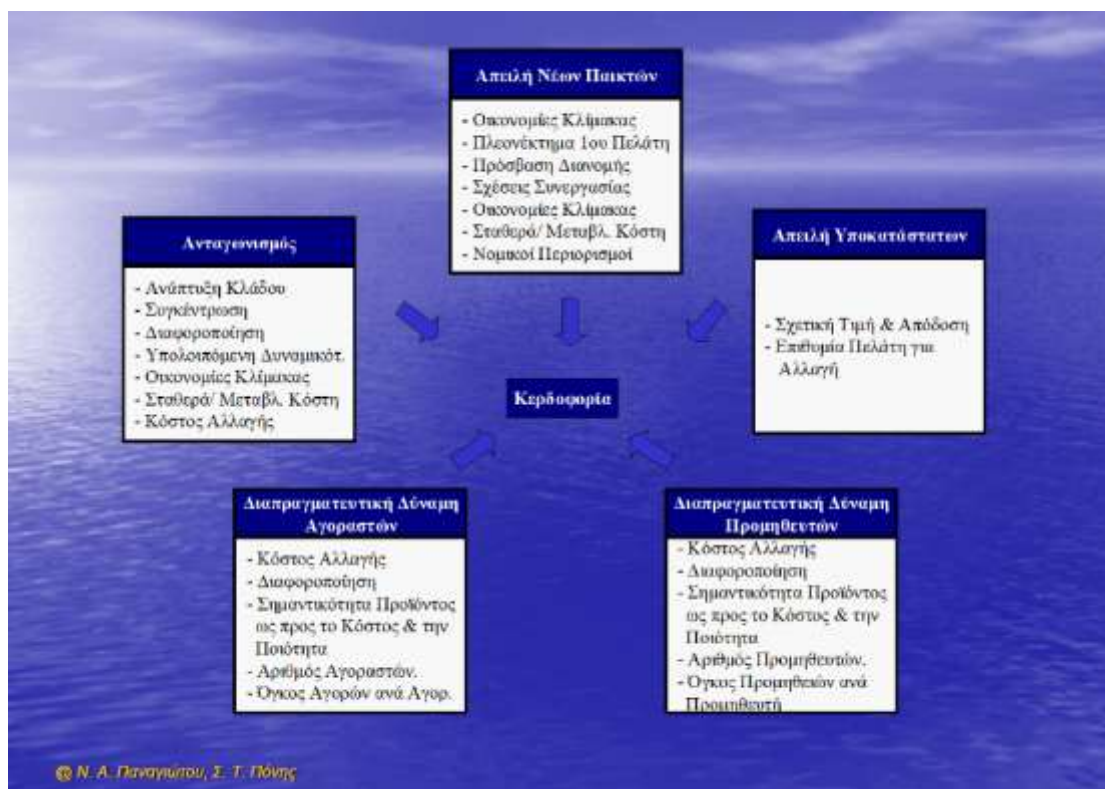 Απειλή Νέων Παικτών
- Οικονομίες Κλίμακας
- Πλεονέκτημα 1ου Πελάτη
- Πρόσβαση Διανομής
- Σχέσεις Συνεργασίας
- Οικονομίες Κλίμακας
- Σταθερά/ Μεταβλ. Κόστη
- Νομικοί Περιορισμοί
Ανταγωνισμός
- Ανάπτυξη Κλάδου
- Συγκέντρωση
- Διαφοροποίηση
- Υπολοιπόμενη Δυναμικότ.
- Οικονομίες Κλίμακας
- Σταθερά/ Μεταβλ. Κόστη
- Κόστος Αλλαγής
Απειλή Υποκατάστατων
- Σχετική Τιμή & Απόδοση
- Επιθυμία Πελάτη για
Αλλαγή
Κερδοφορία
Διαπραγματευτική Δύναμη
Αγοραστών
- Κόστος Αλλαγής
- Διαφοροποίηση
- Σημαντικότητα Προϊόντος
ως προς το Κόστος & την
Ποιότητα
- Αριθμός Αγοραστών.
- Όγκος Αγορών ανά Αγορ.
Διαπραγματευτική Δύναμη
Προμηθευτών
- Κόστος Αλλαγής
- Διαφοροποίηση
- Σημαντικότητα Προϊόντος
ως προς το Κόστος & την
Ποιότητα
- Αριθμός Προμηθευτών.
- Όγκος Προμηθειών ανά
Προμηθευτή
@ Ν. Α. Παναγιώτου, Σ. Τ. Πόνης